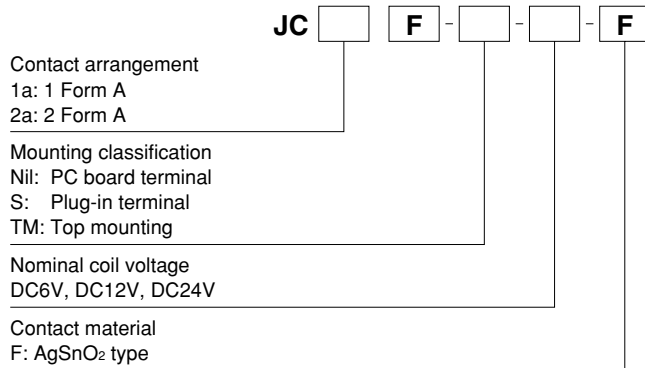 JC F - - - F
Contact arrangement
1a: 1 Form A
2a: 2 Form A
Mounting classification
Nil: PC board terminal
S: Plug-in terminal
TM: Top mounting
Nominal coil voltage
DC6V, DC12V, DC24V
Contact material
F: AgSnO2 type